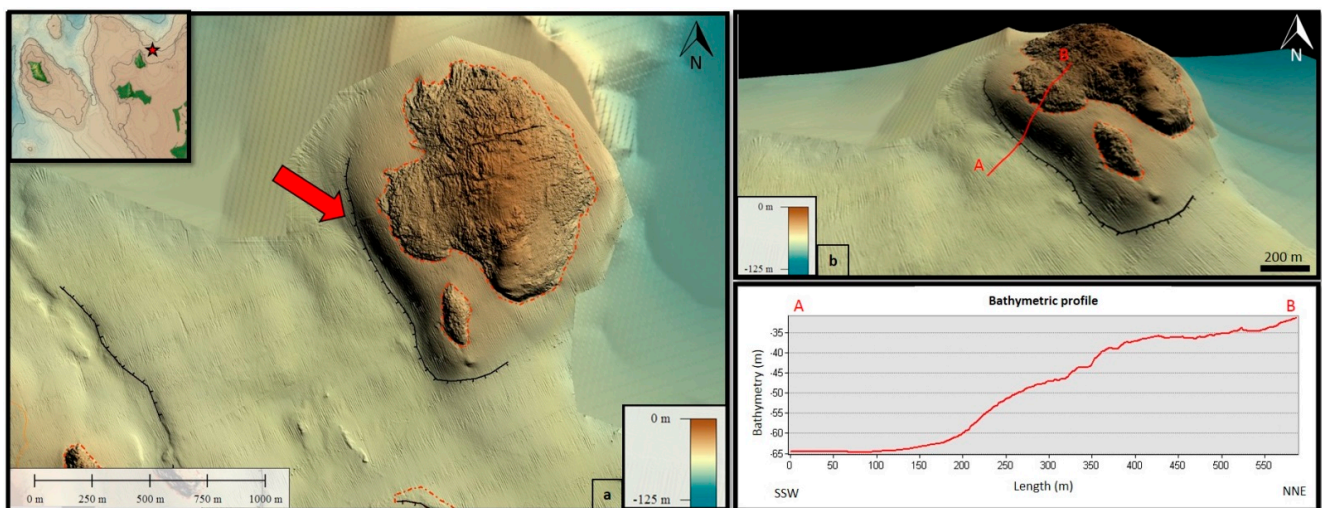 N
0 m
-125 m
a
0 m 250 m 500 m 750 m 1000 m
N
B
A
0 m
-125 m
b
200 m
Bathymetric profile
A
B
Bathymetry (m)
-35
-40
-45
-50
-55
-60
-65
0 50 100 150 200 250 300 350 400 450 500 550
Length (m)
SSW
NNE